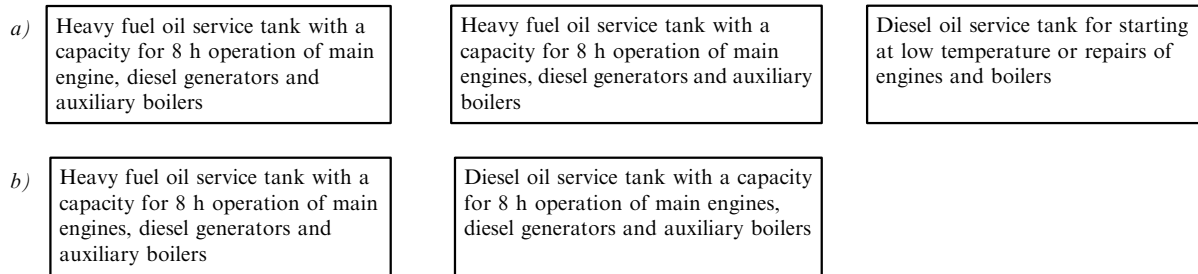 a)
Heavy fuel oil service tank with a
capacity for 8 h operation of main
engine, diesel generators and
auxiliary boilers
Heavy fuel oil service tank with a
capacity for 8 h operation of main
engines, diesel generators and auxiliary
boilers
Diesel oil service tank for starting
at low temperature or repairs of
engines and boilers
b)
Heavy fuel oil service tank with a
capacity for 8 h operation of main
engines, diesel generators and
auxiliary boilers
Diesel oil service tank with a capacity
for 8 h operation of main engines,
diesel generators and auxiliary boilers